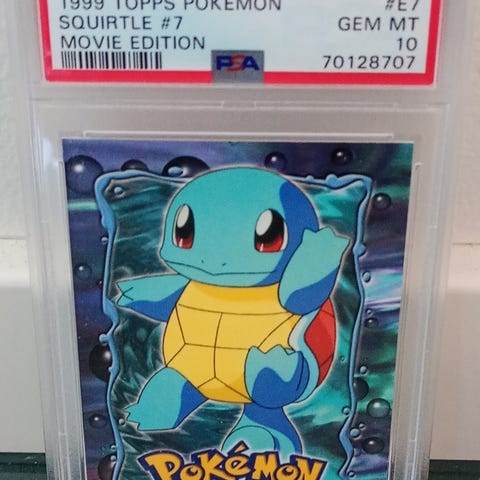 1999 TOPPS POKEMON #E7
SQUIRTLE #7 GEM MT
MOVIE EDITION 10
PSA 70128707
POKéMON